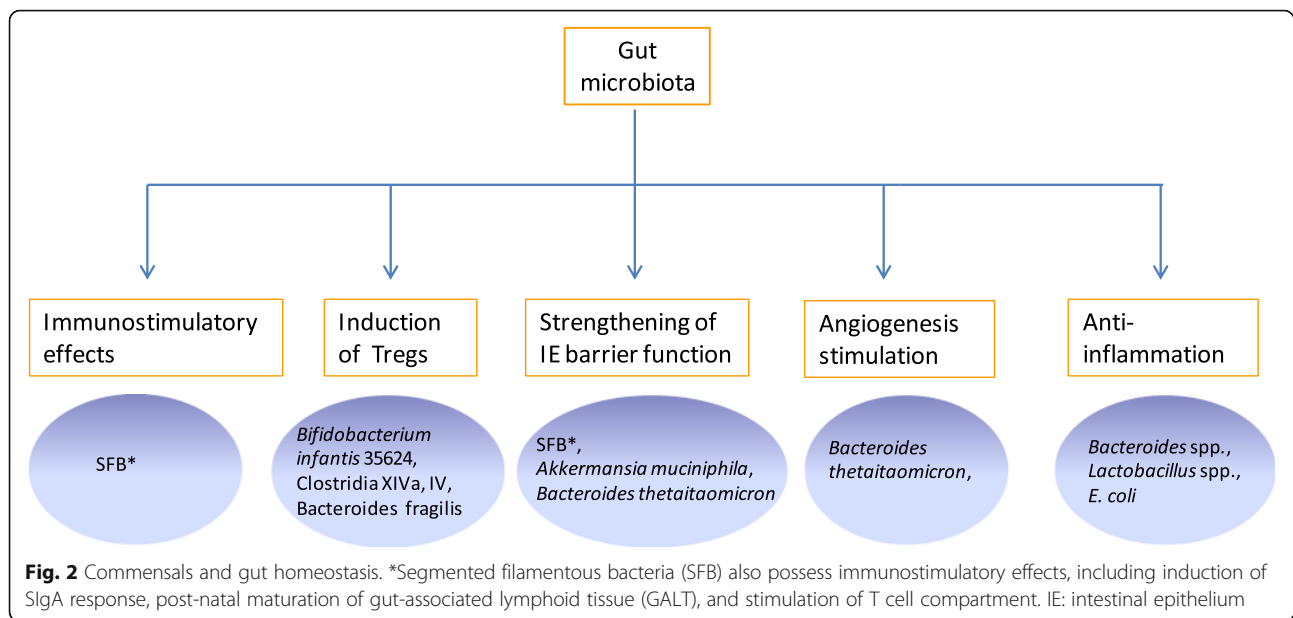 Gut
microbiota
Immunostimulatory
effects
Induction
of Tregs
Strengthening of
IE barrier function
Angiogenesis
stimulation
Anti-
inflammation
SFB*
Bifidobacterium
infantis 35624,
Clostridia XIVa, IV,
Bacteroides fragilis
SFB*,
Akkermansia muciniphila,
Bacteroides thetaitaomicron
Bacteroides
thetaitaomicron,
Bacteroides spp.,
Lactobacillus spp.,
E. coli
Fig. 2 Commensals and gut homeostasis. *Segmented filamentous bacteria (SFB) also possess immunostimulatory effects, including induction of
SIgA response, post-natal maturation of gut-associated lymphoid tissue (GALT), and stimulation of T cell compartment. IE: intestinal epithelium